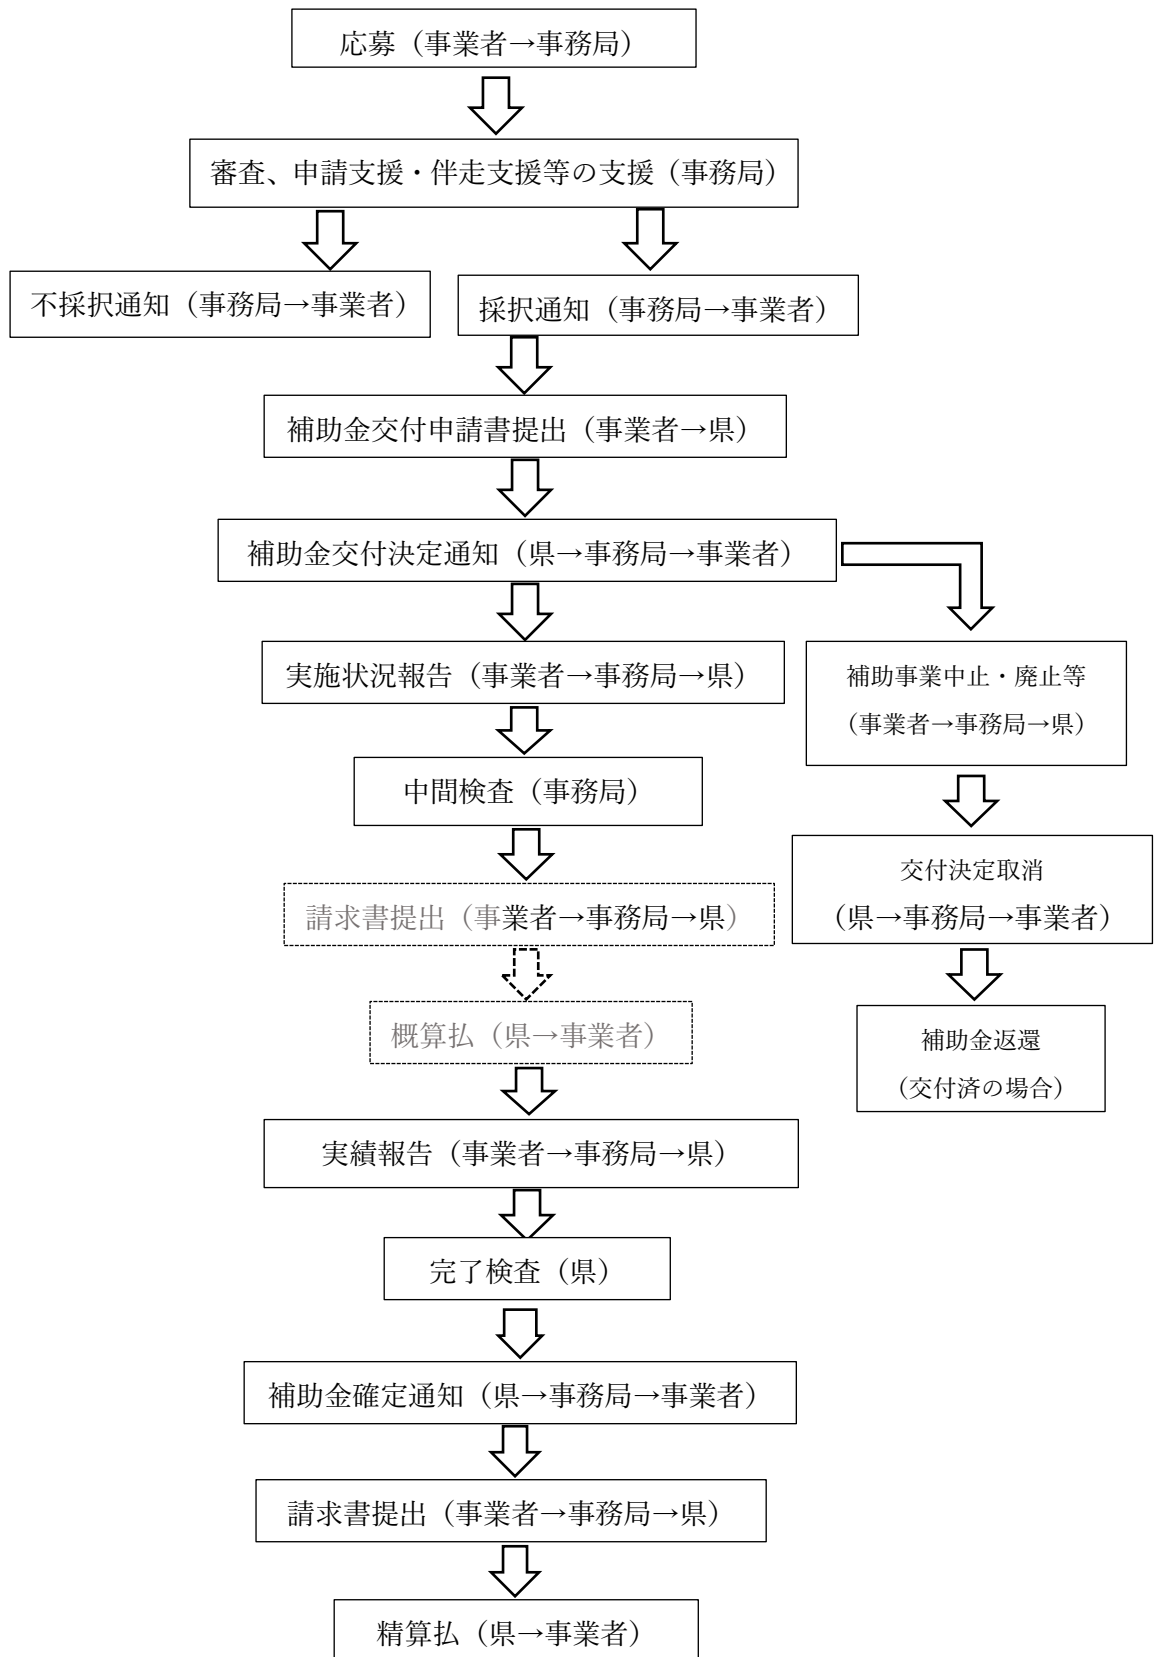 応募（事業者→事務局）
審査、申請支援・伴走支援等の支援（事務局）
不採択通知（事務局→事業者）
採択通知（事務局→事業者）
補助金交付申請書提出（事業者→県）
補助金交付決定通知（県→事務局→事業者）
実施状況報告（事業者→事務局→県）
補助事業中止・廃止等
（事業者→事務局→県）
中間検査（事務局）
交付決定取消
（県→事務局→事業者）
請求書提出（事業者→事務局→県）
概算払（県→事業者）
補助金返還
（交付済の場合）
実績報告（事業者→事務局→県）
完了検査（県）
補助金確定通知（県→事務局→事業者）
請求書提出（事業者→事務局→県）
精算払（県→事業者）